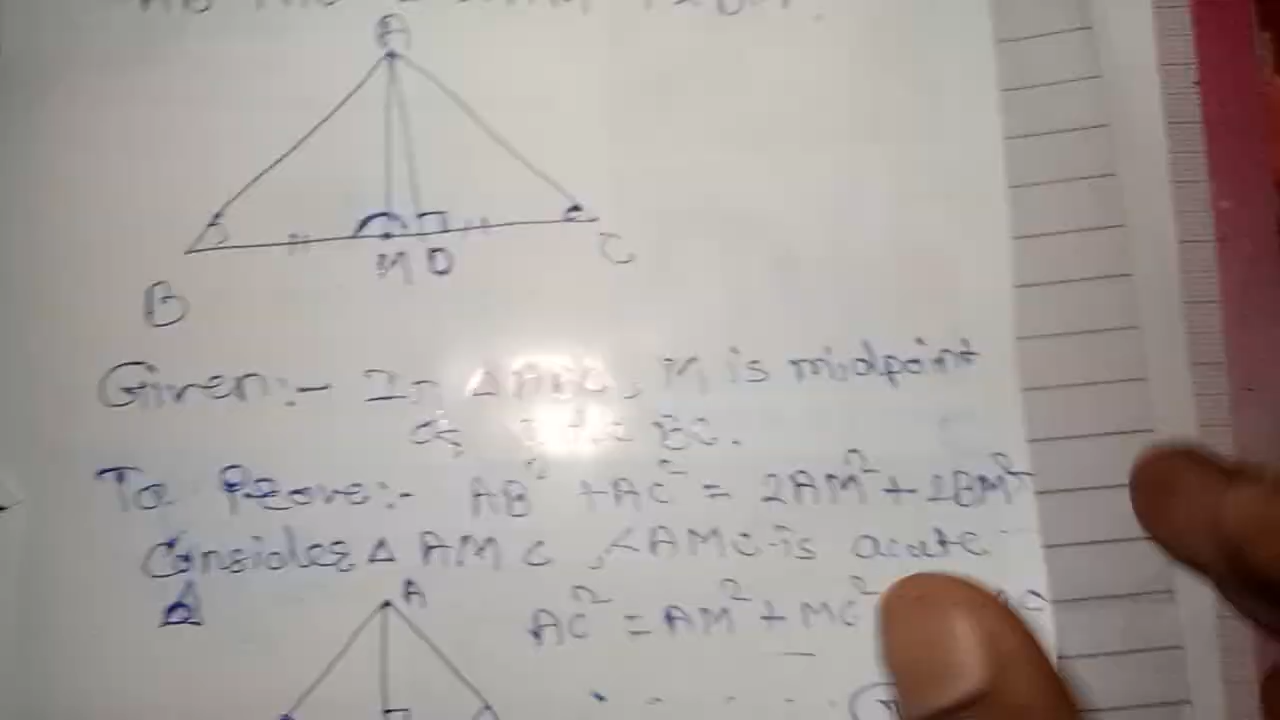 A
B
M D
C
Given:- In ΔABC, M is midpoint
of BC.
To Prove:- AB² + AC² = 2AM² + 2BM²
Consider Δ AMC, <AMC is acute
A
AC² = AM² + MC²